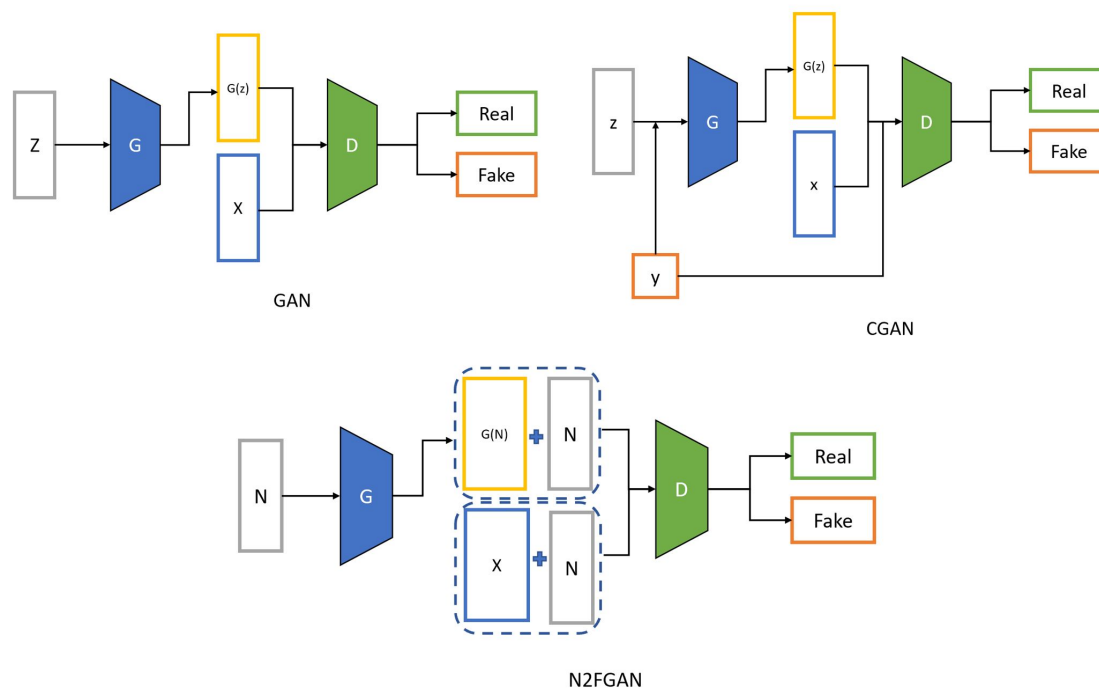 Z
G
G(z)
X
D
Real
Fake
GAN
z
G
G(z)
x
y
D
Real
Fake
CGAN
N
G
G(N)
N
X
N
D
Real
Fake
N2FGAN